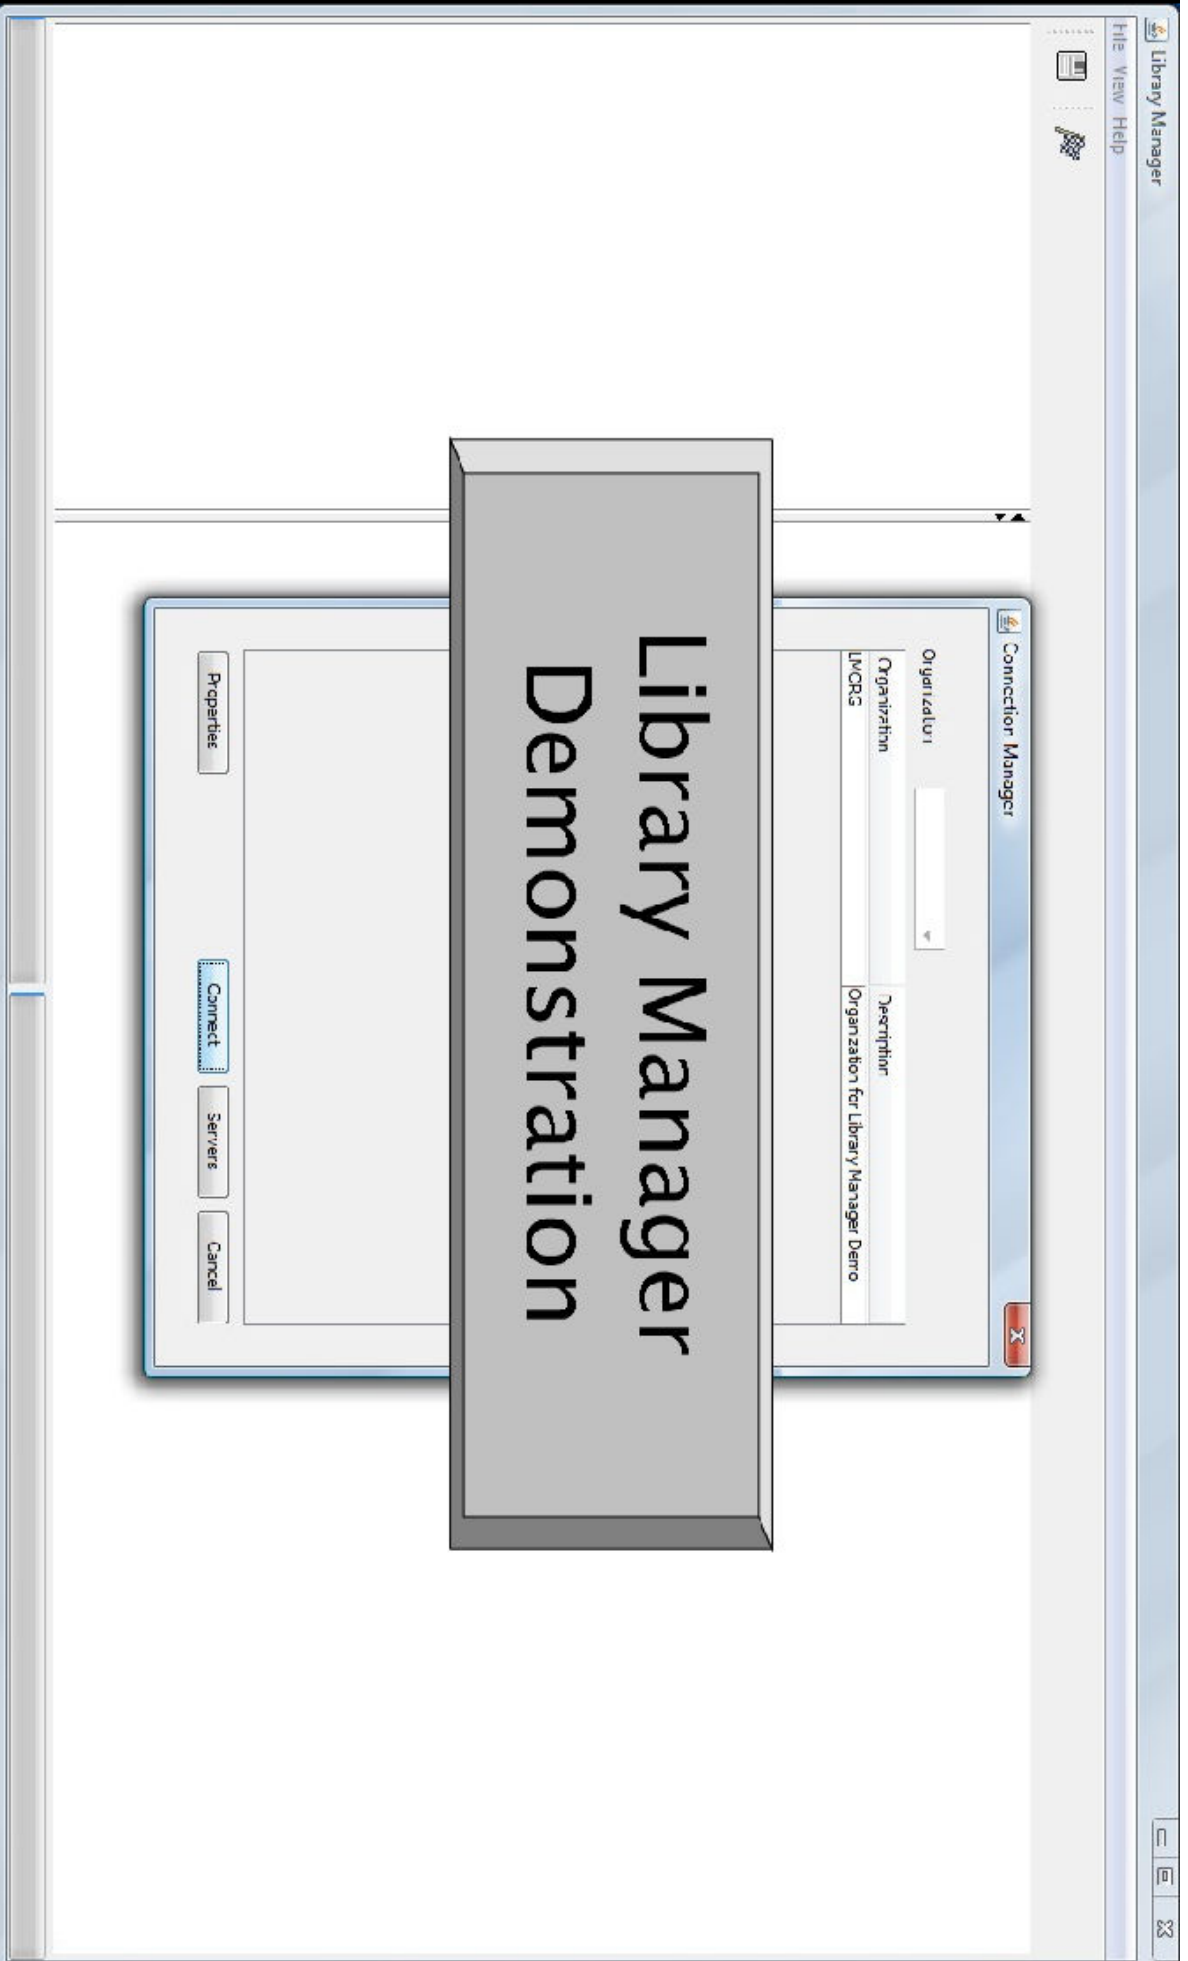 Library Manager
File View Help
Connection Manager
Organization
Organization Description
LMORG Organization for Library Manager Demo
Library Manager
Demonstration
Properties Connect Servers Cancel